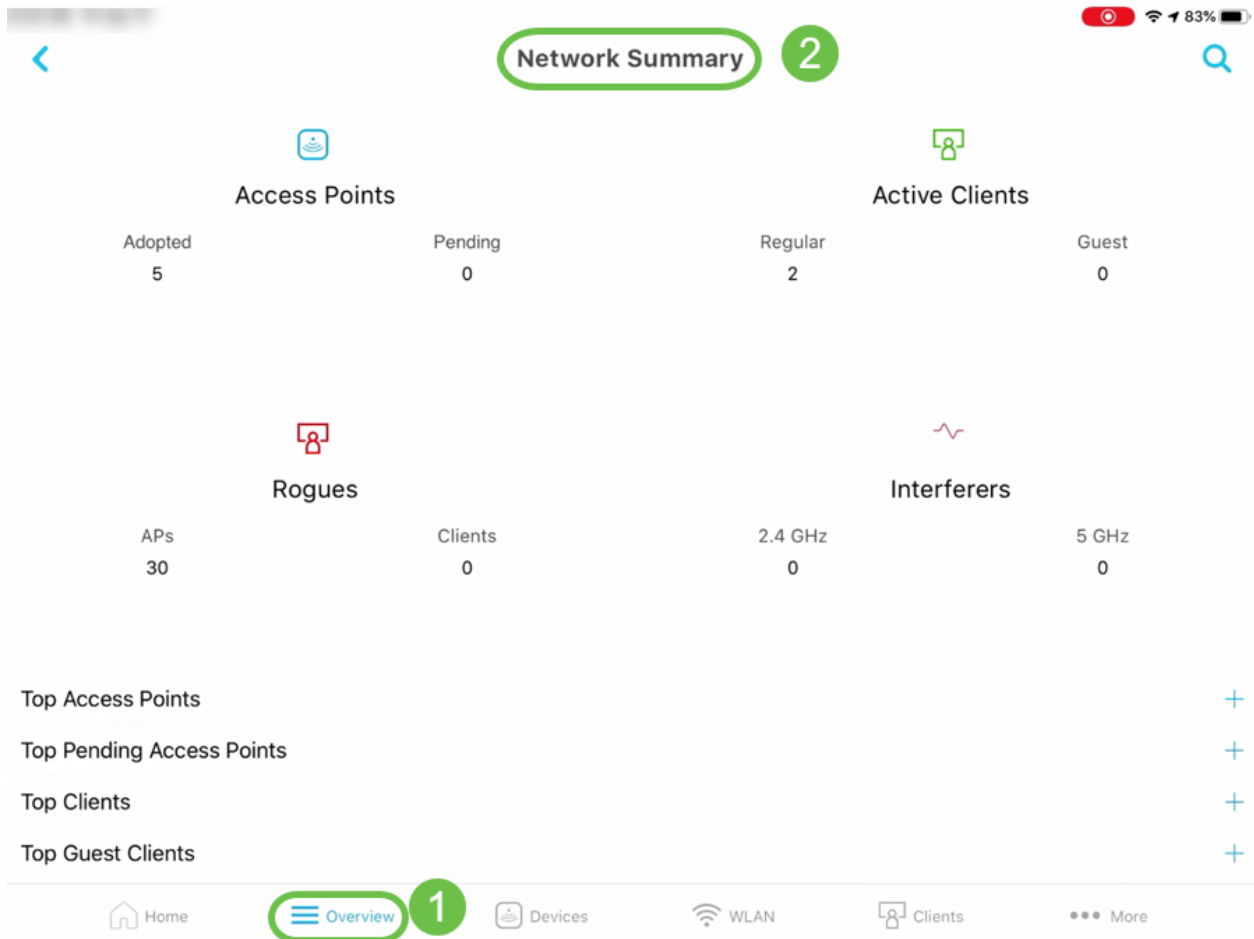 83%
Network Summary 2
Access Points
Active Clients
Adopted Pending Regular Guest
5 0 2 0
Rogues
Interferers
APs Clients 2.4 GHz 5 GHz
30 0 0 0
Top Access Points
Top Pending Access Points
Top Clients
Top Guest Clients
Home Overview 1 Devices WLAN Clients More